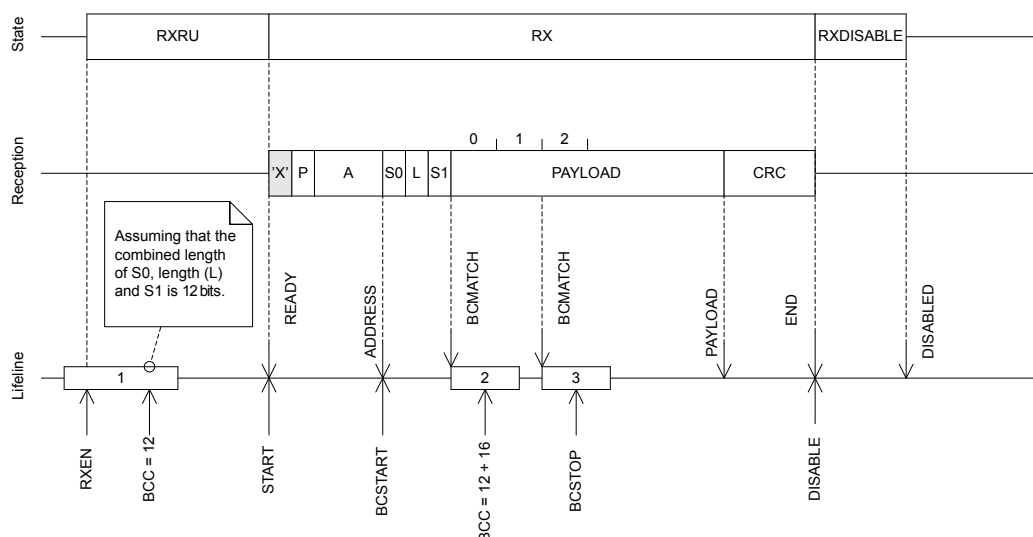 State
RXRU
RX
RXDISABLE
Reception
0
1
2
'X'
P
A
S0
L
S1
PAYLOAD
CRC
Assuming that the
combined length
of S0, length (L)
and S1 is 12 bits.
READY
ADDRESS
BCMATCH
BCMATCH
PAYLOAD
END
DISABLED
Lifeline
1
2
3
RXEN
BCC = 12
START
BCSTART
BCC = 12 + 16
BCSTOP
DISABLE